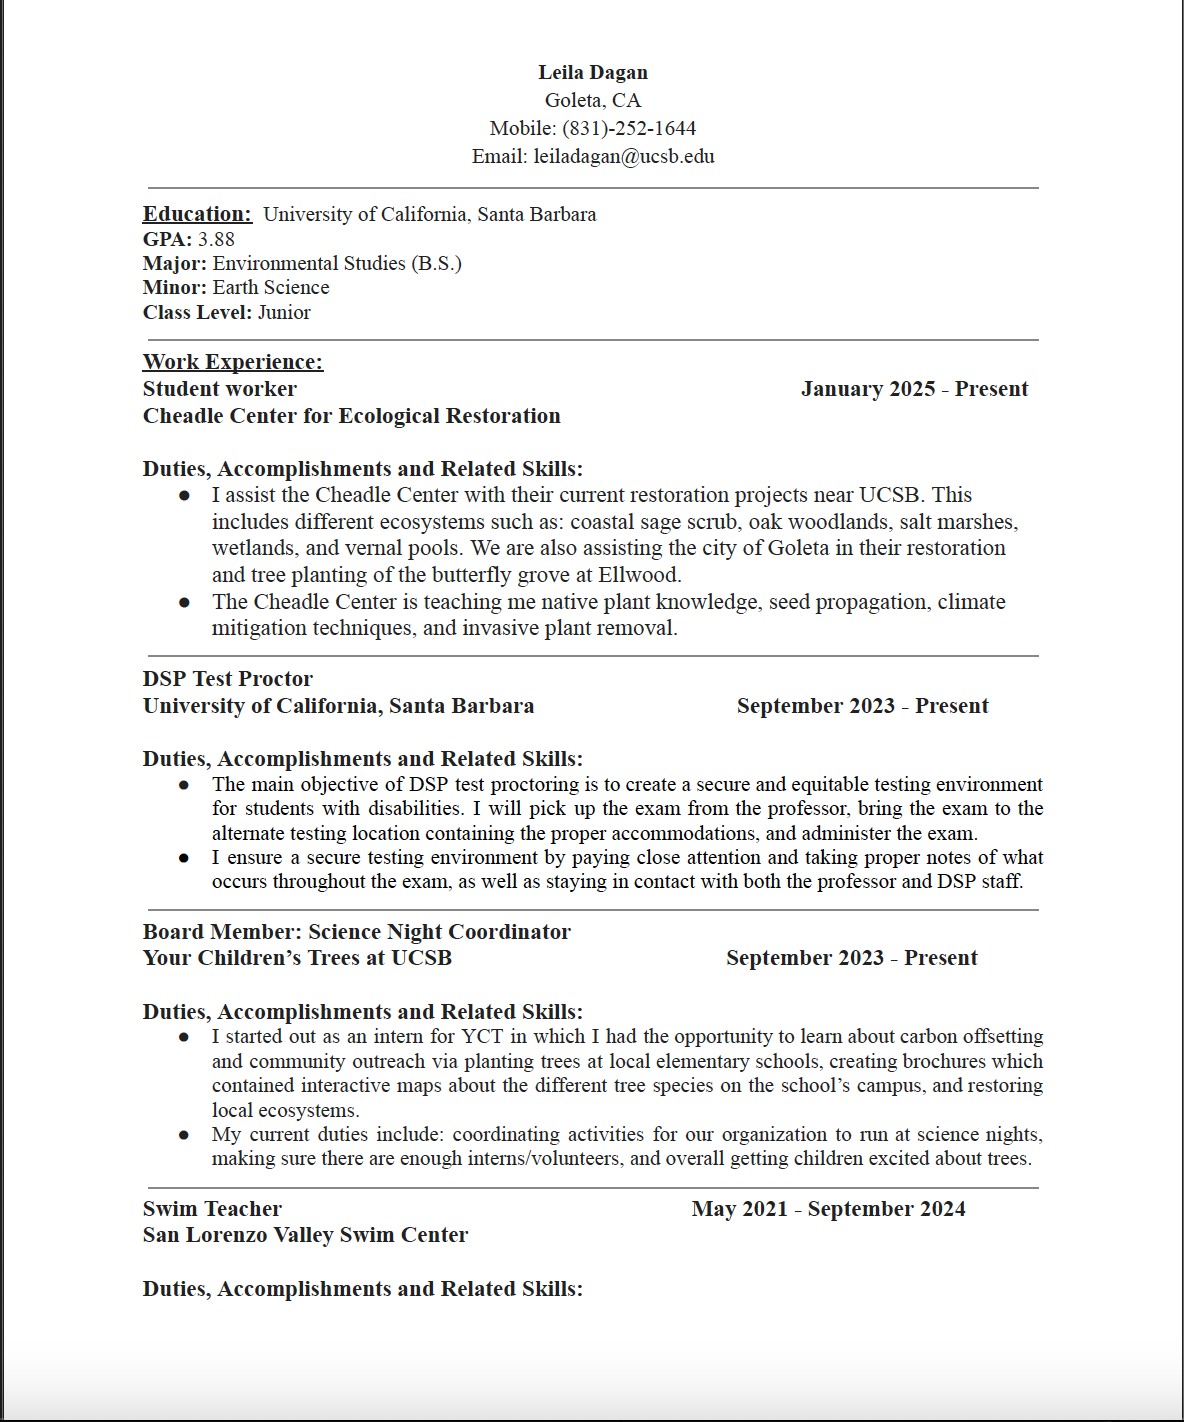 Leila Dagan
Goleta, CA
Mobile: (831)-252-1644
Email: leiladagan@ucsb.edu
Education: University of California, Santa Barbara
GPA: 3.88
Major: Environmental Studies (B.S.)
Minor: Earth Science
Class Level: Junior
Work Experience:
Student worker January 2025 - Present
Cheadle Center for Ecological Restoration
Duties, Accomplishments and Related Skills:
● I assist the Cheadle Center with their current restoration projects near UCSB. This
includes different ecosystems such as: coastal sage scrub, oak woodlands, salt marshes,
wetlands, and vernal pools. We are also assisting the city of Goleta in their restoration
and tree planting of the butterfly grove at Ellwood.
● The Cheadle Center is teaching me native plant knowledge, seed propagation, climate
mitigation techniques, and invasive plant removal.
DSP Test Proctor
University of California, Santa Barbara September 2023 - Present
Duties, Accomplishments and Related Skills:
● The main objective of DSP test proctoring is to create a secure and equitable testing environment
for students with disabilities. I will pick up the exam from the professor, bring the exam to the
alternate testing location containing the proper accommodations, and administer the exam.
● I ensure a secure testing environment by paying close attention and taking proper notes of what
occurs throughout the exam, as well as staying in contact with both the professor and DSP staff.
Board Member: Science Night Coordinator
Your Children’s Trees at UCSB September 2023 - Present
Duties, Accomplishments and Related Skills:
● I started out as an intern for YCT in which I had the opportunity to learn about carbon offsetting
and community outreach via planting trees at local elementary schools, creating brochures which
contained interactive maps about the different tree species on the school’s campus, and restoring
local ecosystems.
● My current duties include: coordinating activities for our organization to run at science nights,
making sure there are enough interns/volunteers, and overall getting children excited about trees.
Swim Teacher May 2021 - September 2024
San Lorenzo Valley Swim Center
Duties, Accomplishments and Related Skills: